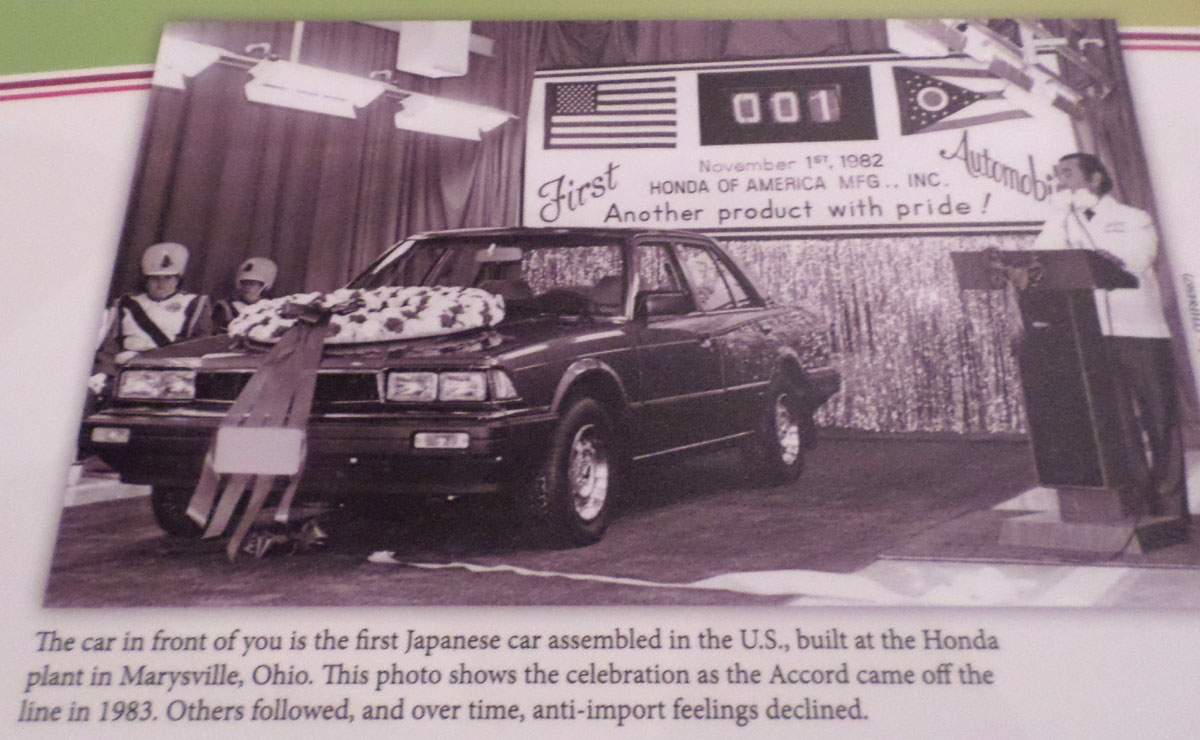 001
November 1ST, 1982
First Automobi
HONDA OF AMERICA MFG., INC.
Another product with pride!
The car in front of you is the first Japanese car assembled in the U.S., built at the Honda
plant in Marysville, Ohio. This photo shows the celebration as the Accord came off the
line in 1983. Others followed, and over time, anti-import feelings declined.